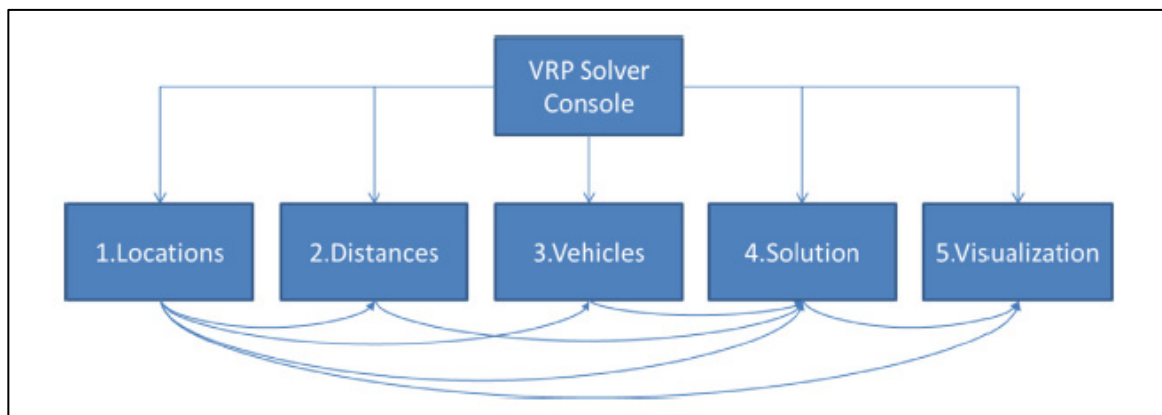 VRP Solver
Console
1.Locations
2.Distances
3.Vehicles
4.Solution
5.Visualization